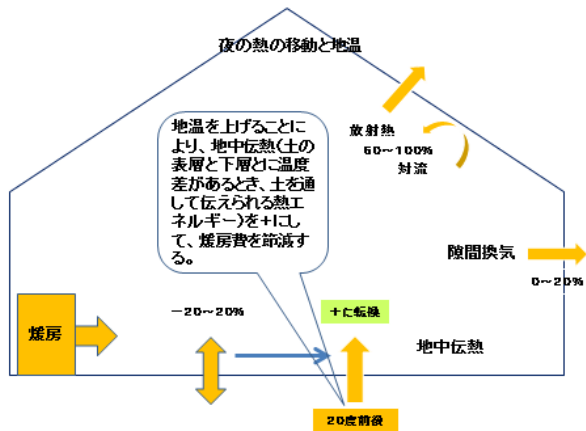 夜の熱の移動と地温
地温を上げることに
より、地中伝熱(土の
表層と下層とに温度
差があるとき、土を通
して伝えられる熱エ
ネルギー)を+にし
て、煖房費を節減す
る。
放射熱
60~100%
対流
隙間換気
0~20%
-20~20%
+に転換
煖房
地中伝熱
20度前後